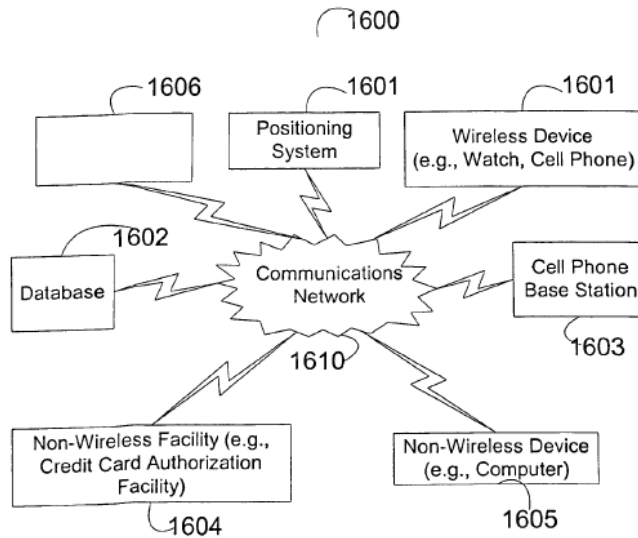 1600
1606
1601
1601
Positioning
System
Wireless Device
(e.g., Watch, Cell Phone)
1602
Database
Communications
Network
Cell Phone
Base Station
1603
1610
Non-Wireless Facility (e.g.,
Credit Card Authorization
Facility)
1604
Non-Wireless Device
(e.g., Computer)
1605